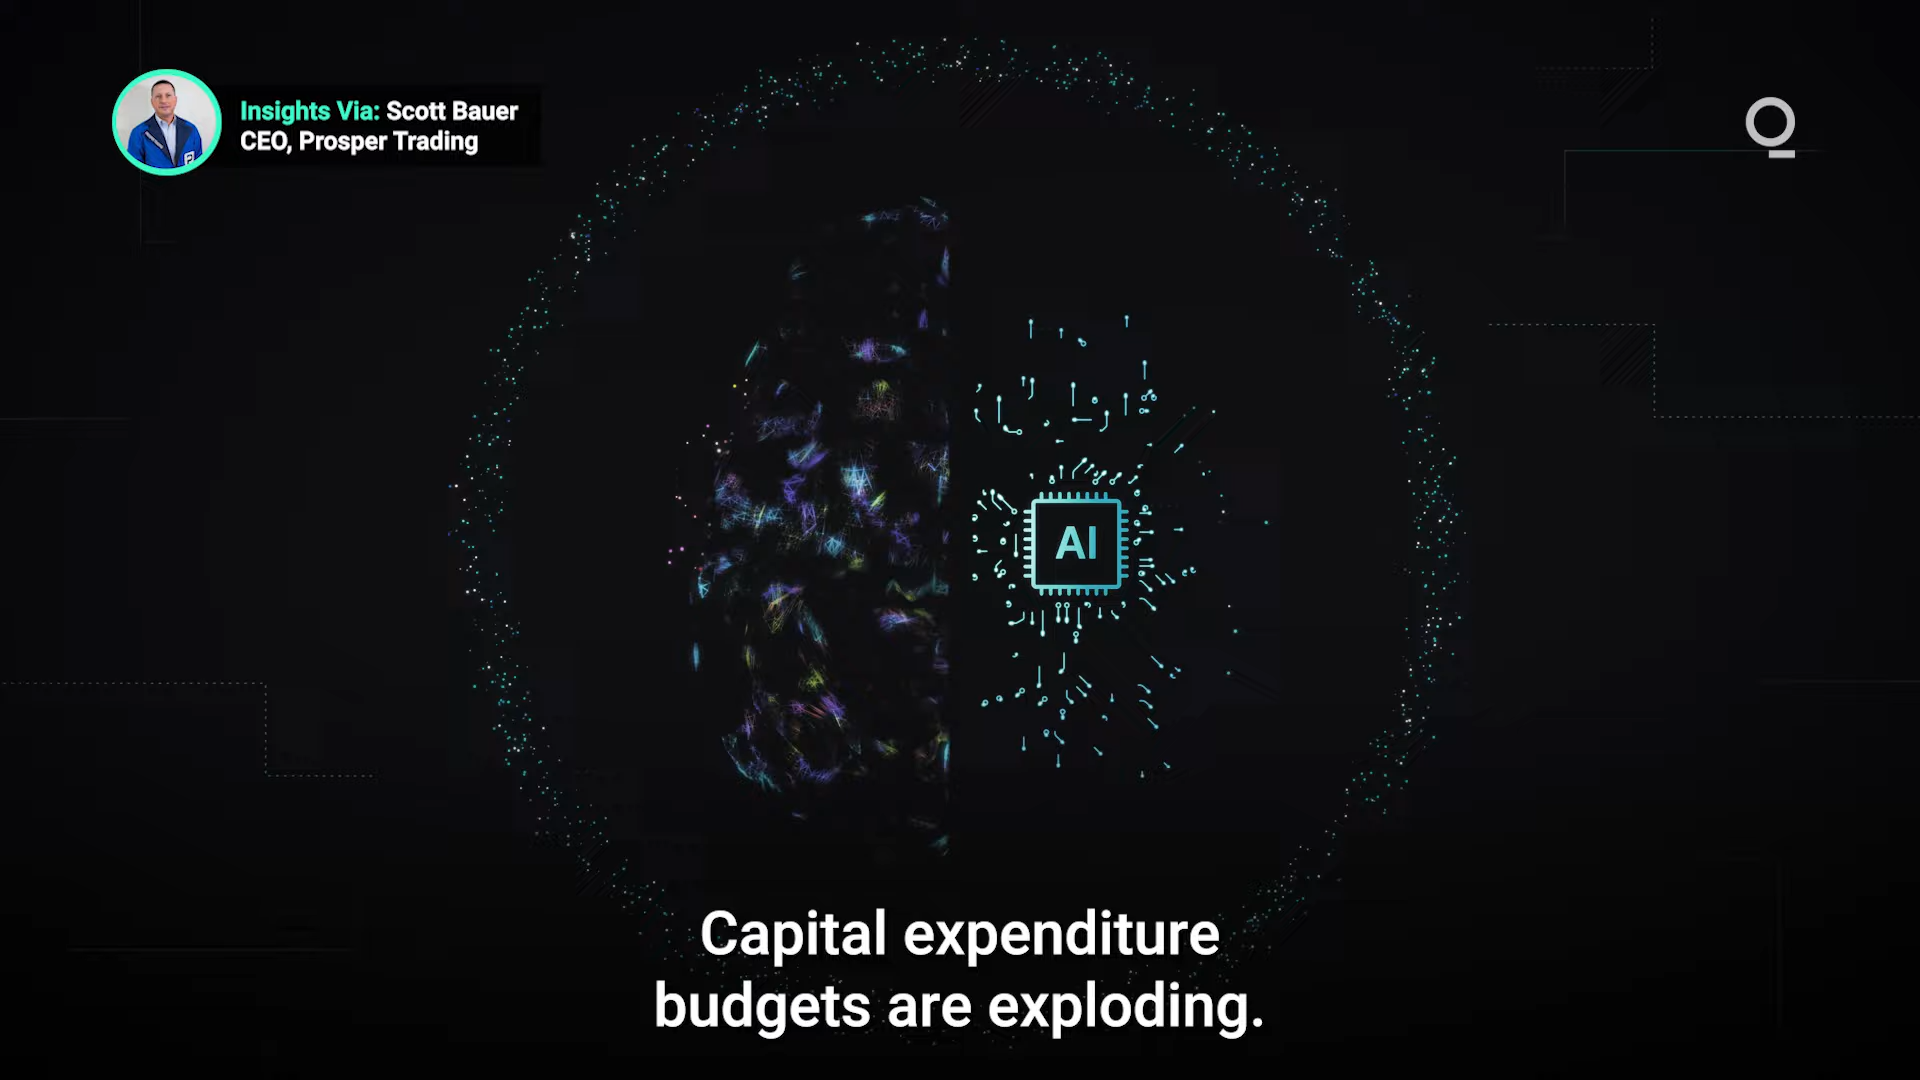 Insights Via: Scott Bauer
CEO, Prosper Trading
AI
Capital expenditure
budgets are exploding.